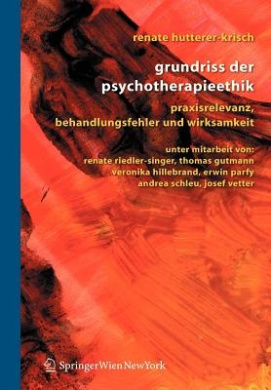 renate hutterer-krisch
grundriss der
psychotherapieethik
praxisrelevanz,
behandlungsfehler und wirksamkeit
unter mitarbeit von:
renate riedler-singer, thomas gutmann
veronika hillebrand, erwin parfy
andrea schleu, josef vetter
SpringerWienNewYork